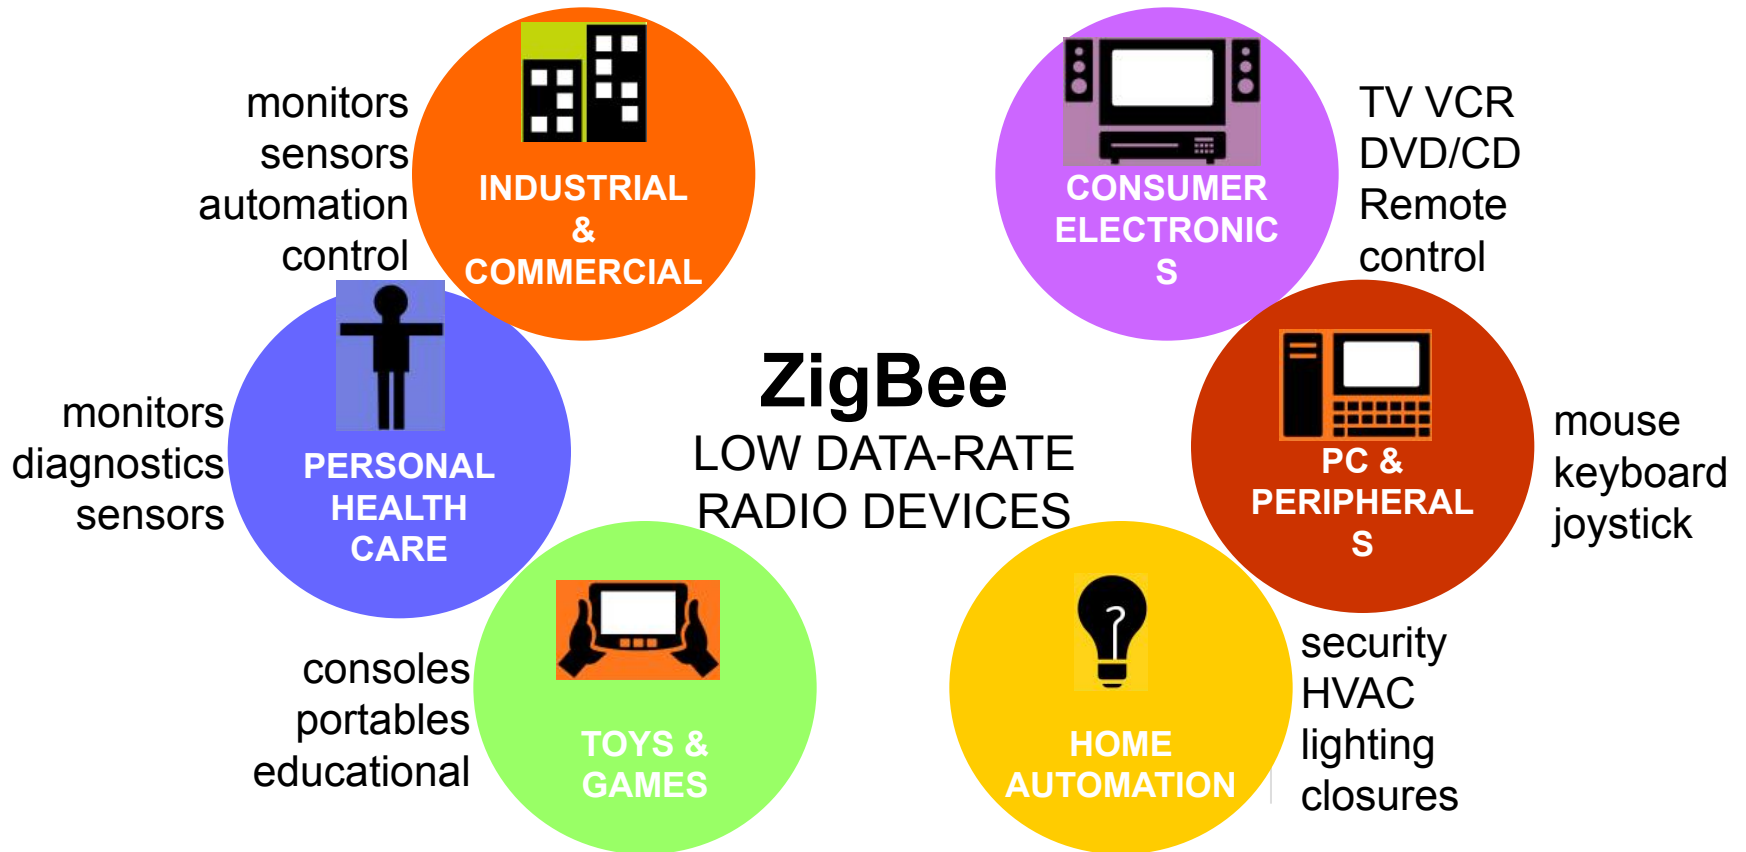 monitors
sensors
automation
control
INDUSTRIAL
&
COMMERCIAL
CONSUMER
ELECTRONIC
S
TV VCR
DVD/CD
Remote
control
monitors
diagnostics
sensors
PERSONAL
HEALTH
CARE
ZigBee
LOW DATA-RATE
RADIO DEVICES
PC &
PERIPHERAL
S
mouse
keyboard
joystick
consoles
portables
educational
TOYS &
GAMES
HOME
AUTOMATION
security
HVAC
lighting
closures